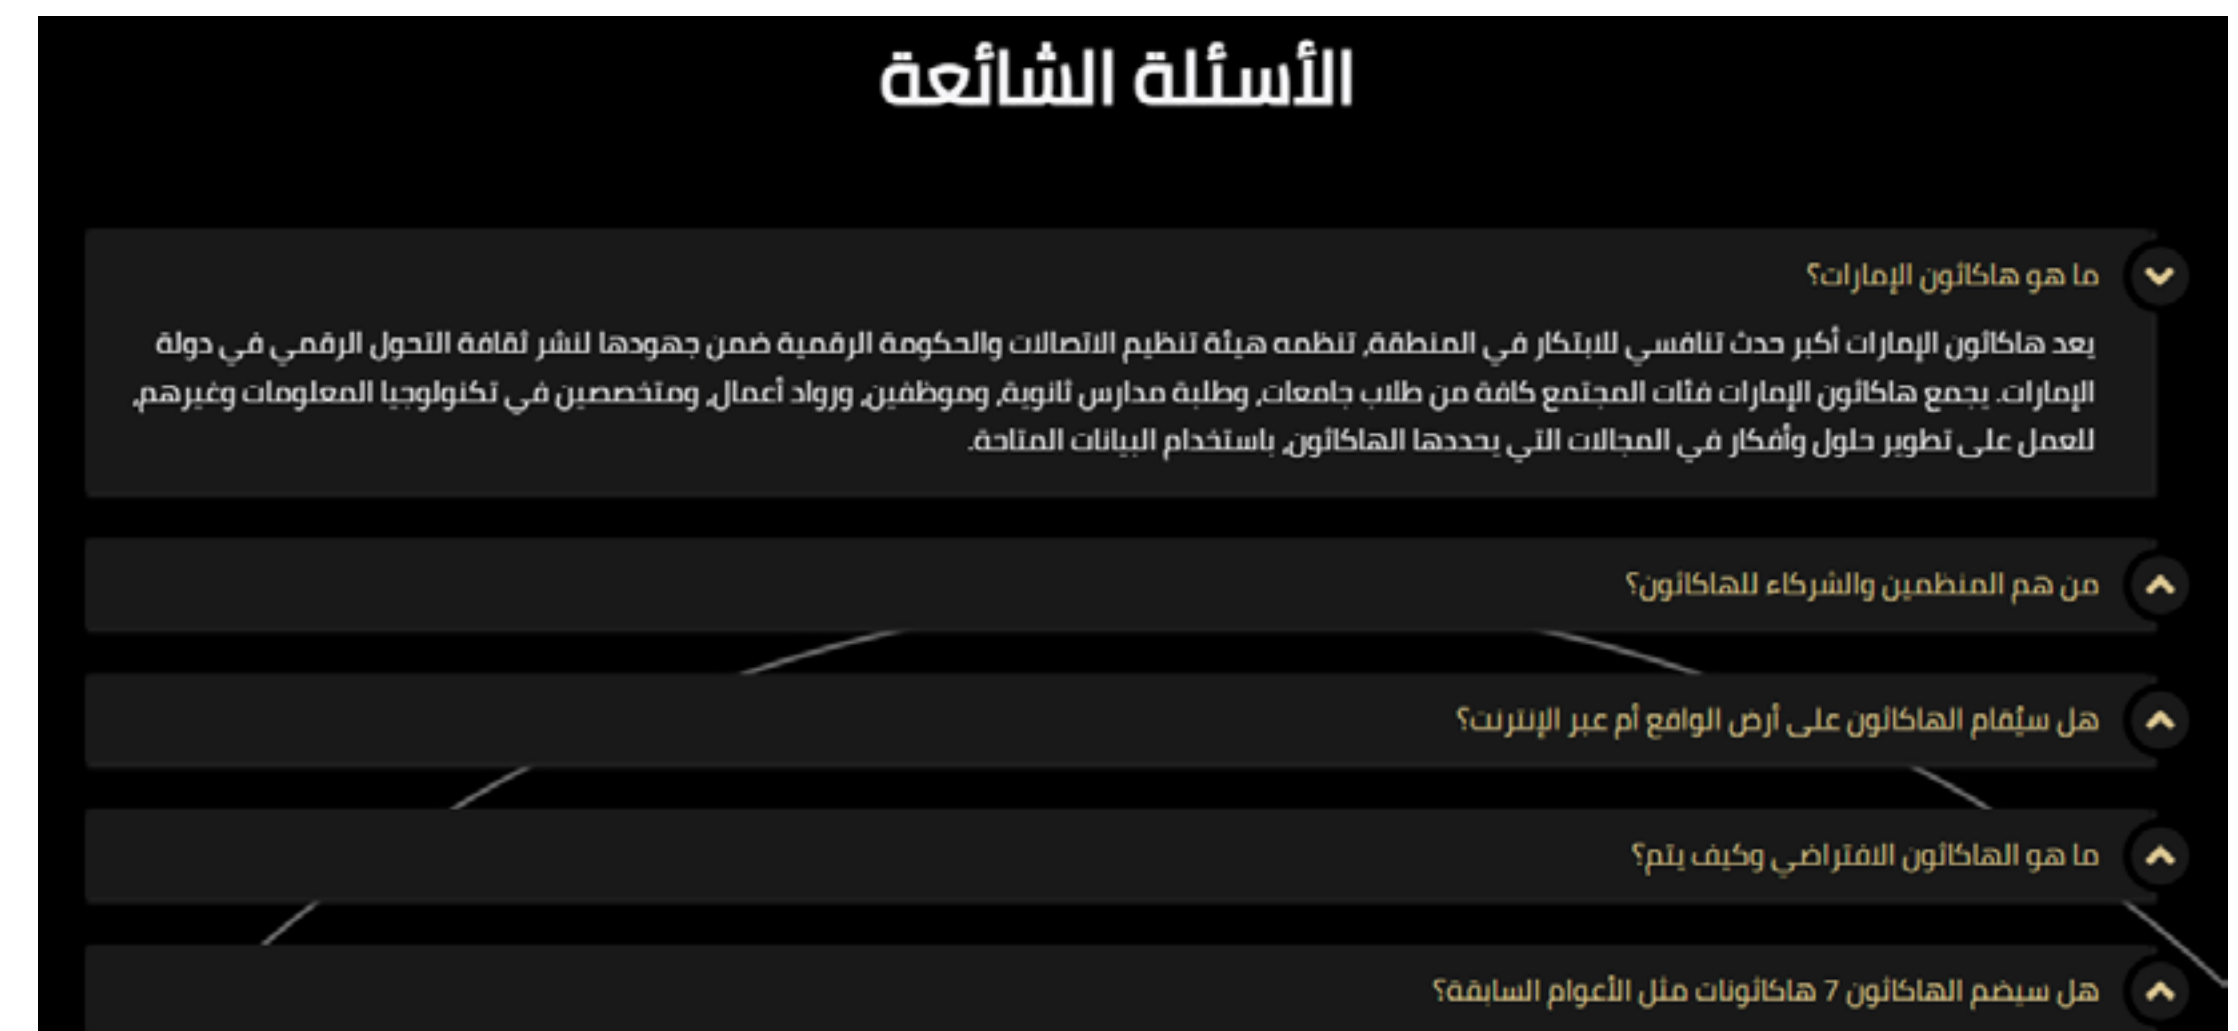 الأسئلة الشائعة
ما هو هاكاثون الإمارات؟
يعد هاكاثون الإمارات أكبر حدث تنافسي للابتكار في المنطقة، تنظمه هيئة تنظيم الاتصالات والحكومة الرقمية ضمن جهودها لنشر ثقافة التحول الرقمي في دولة
الإمارات. يجمع هاكاثون الإمارات فئات المجتمع كافة من طلاب جامعات، وطلبة مدارس ثانوية، وموظفين، ورواد أعمال، ومتخصصين في تكنولوجيا المعلومات وغيرهم،
للعمل على تطوير حلول وأفكار في المجالات التي يحددها الهاكاثون، باستخدام البيانات المتاحة.
من هم المنظمين والشركاء للهاكاثون؟
هل سيُقام الهاكاثون على أرض الواقع أم عبر الإنترنت؟
ما هو الهاكاثون الافتراضي وكيف يتم؟
هل سيضم الهاكاثون 7 هاكاثونات مثل الأعوام السابقة؟